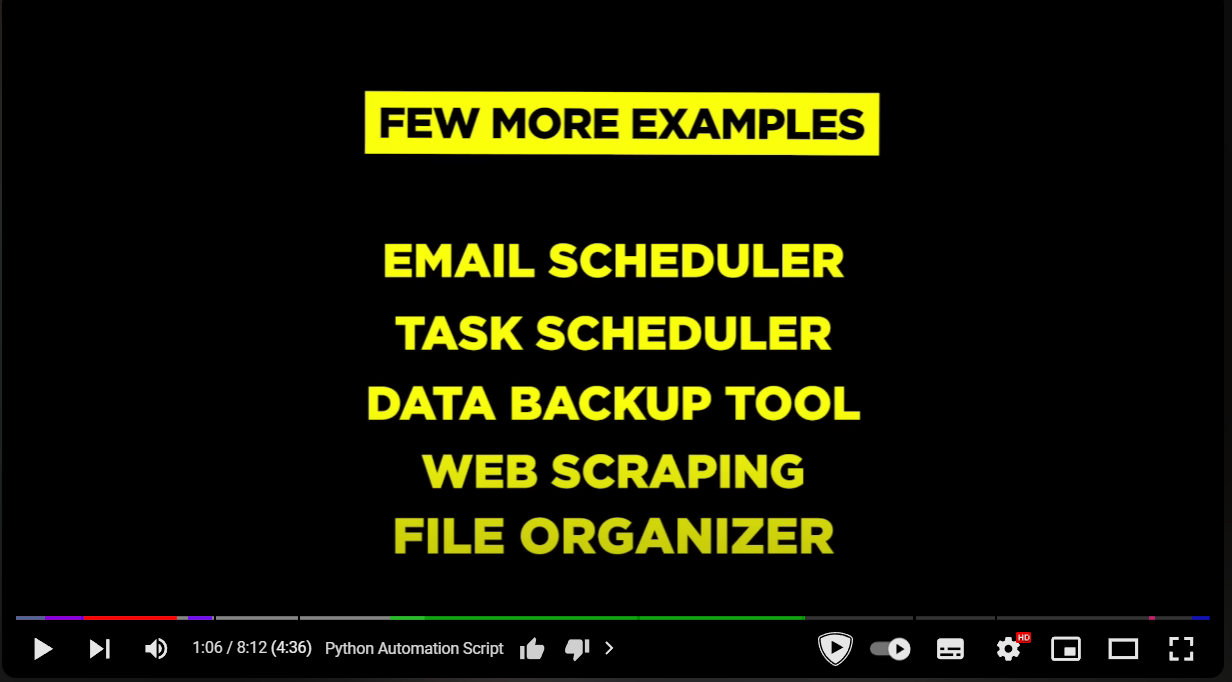 FEW MORE EXAMPLES
EMAIL SCHEDULER
TASK SCHEDULER
DATA BACKUP TOOL
WEB SCRAPING
FILE ORGANIZER
1:06 / 8:12 (4:36) Python Automation Script
HD